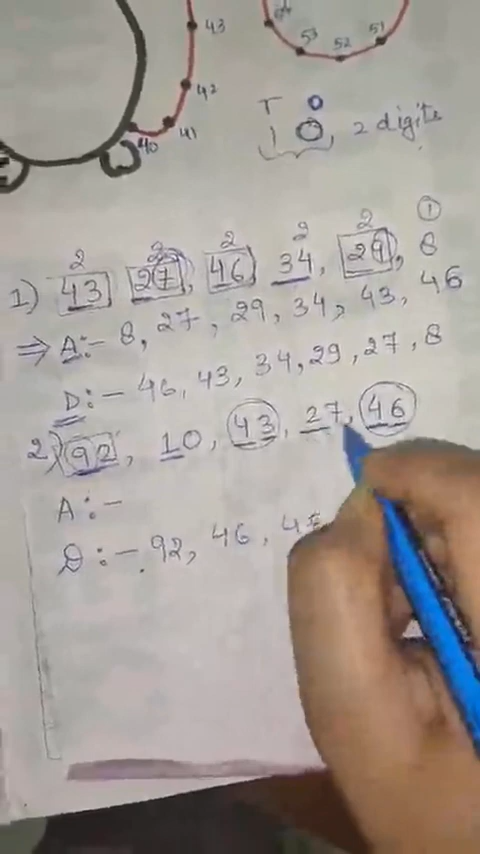 43
42
41
40
54 53 52 51
T O
1 0, 2 digits
2 2 2 2 2 1
1) 43 27, 46, 34, 29, 8
⇒ A:- 8, 27, 29, 34, 43, 46
D:- 46, 43, 34, 29, 27, 8
2) 92, 10, 43, 27, 46
A:-
D:- 92, 46, 43